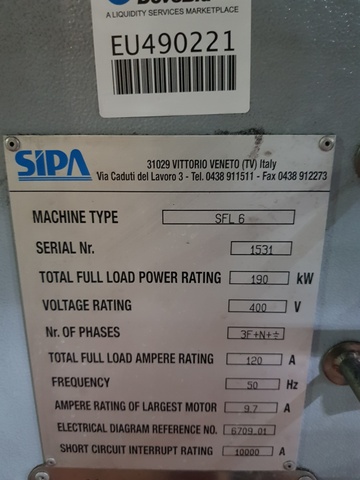 A LIQUIDITY SERVICES MARKETPLACE
EU490221
SIPA
31029 VITTORIO VENETO (TV) Italy
Via Caduti del Lavoro 3 - Tel. 0438 911511 - Fax 0438 912273
MACHINE TYPE SFL 6
SERIAL Nr. 1531
TOTAL FULL LOAD POWER RATING 190 kW
VOLTAGE RATING 400 V
Nr. OF PHASES 3F+N+⏚
TOTAL FULL LOAD AMPERE RATING 120 A
FREQUENCY 50 Hz
AMPERE RATING OF LARGEST MOTOR 9.7 A
ELECTRICAL DIAGRAM REFERENCE NO. 6709.01
SHORT CIRCUIT INTERRUPT RATING 10000 A